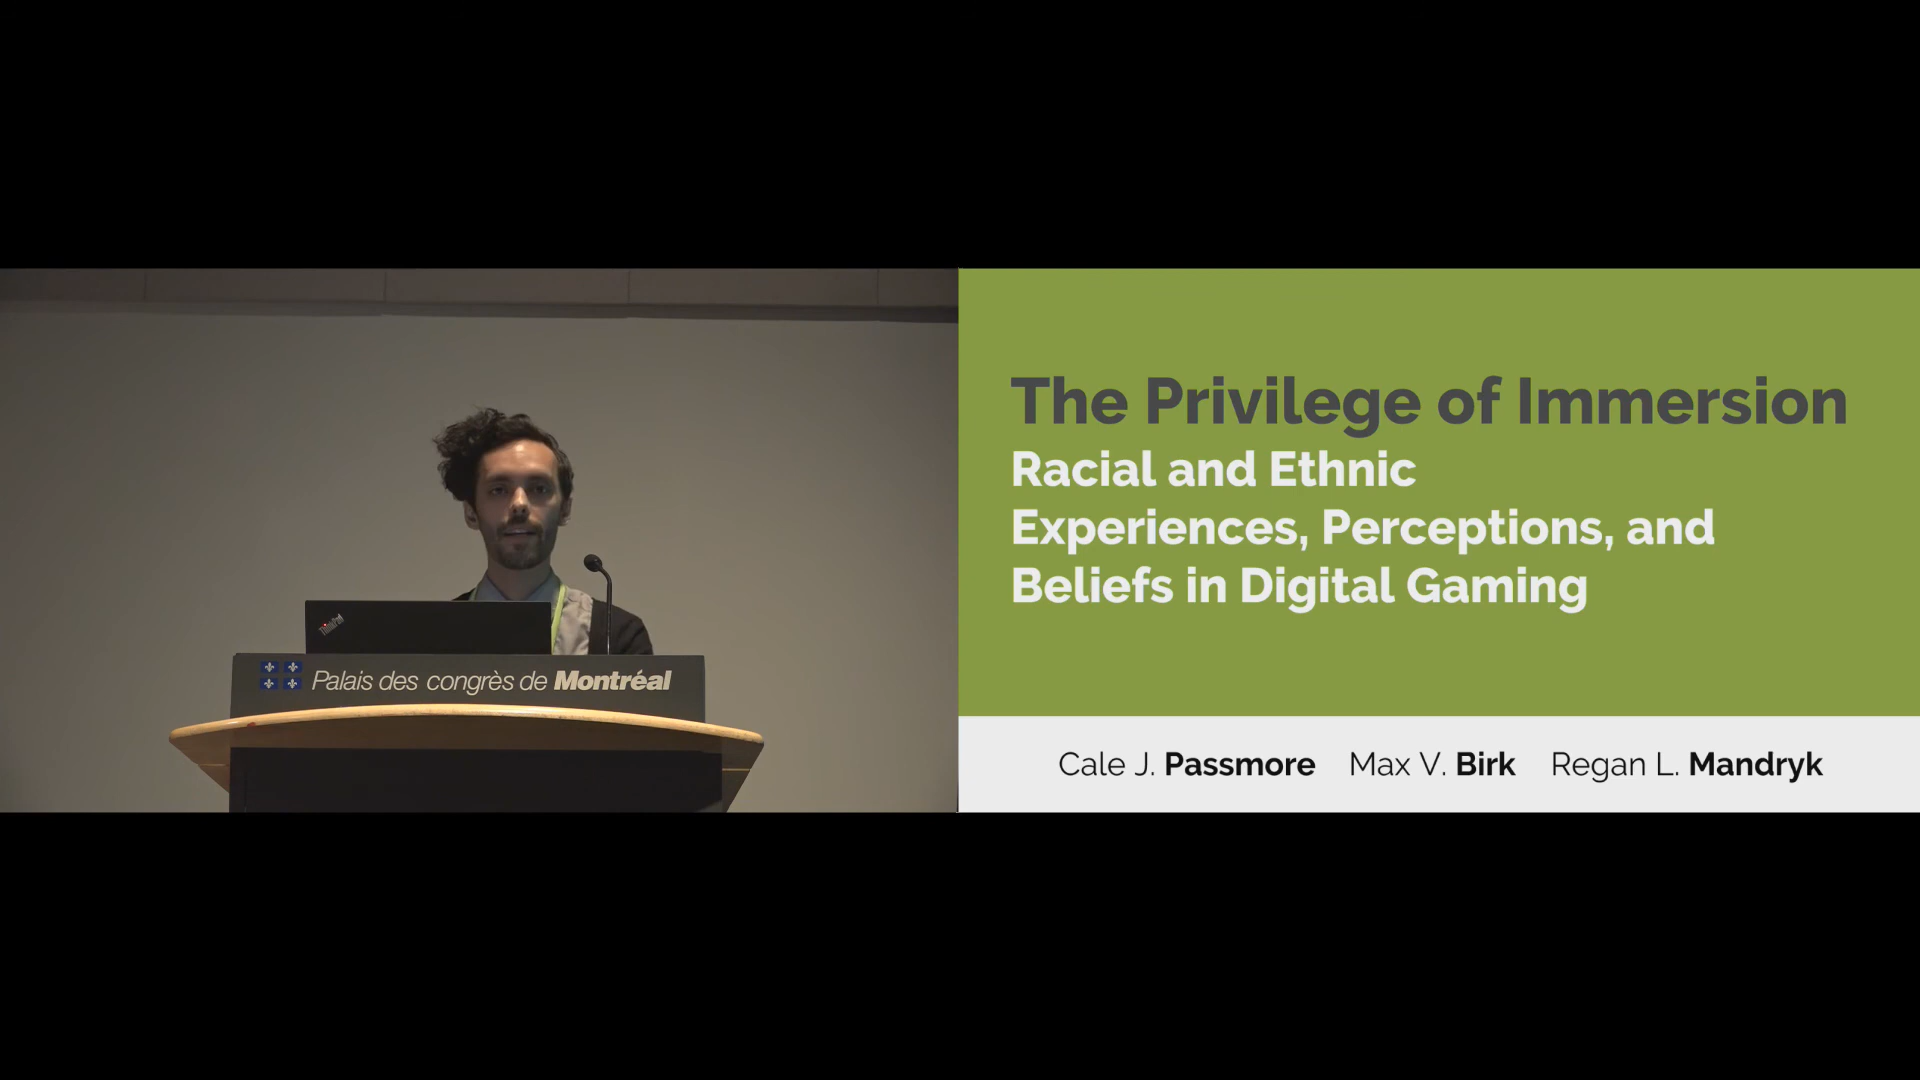 ThinkPad
Palais des congrès de Montréal
The Privilege of Immersion
Racial and Ethnic
Experiences, Perceptions, and
Beliefs in Digital Gaming
Cale J. Passmore Max V. Birk Regan L. Mandryk